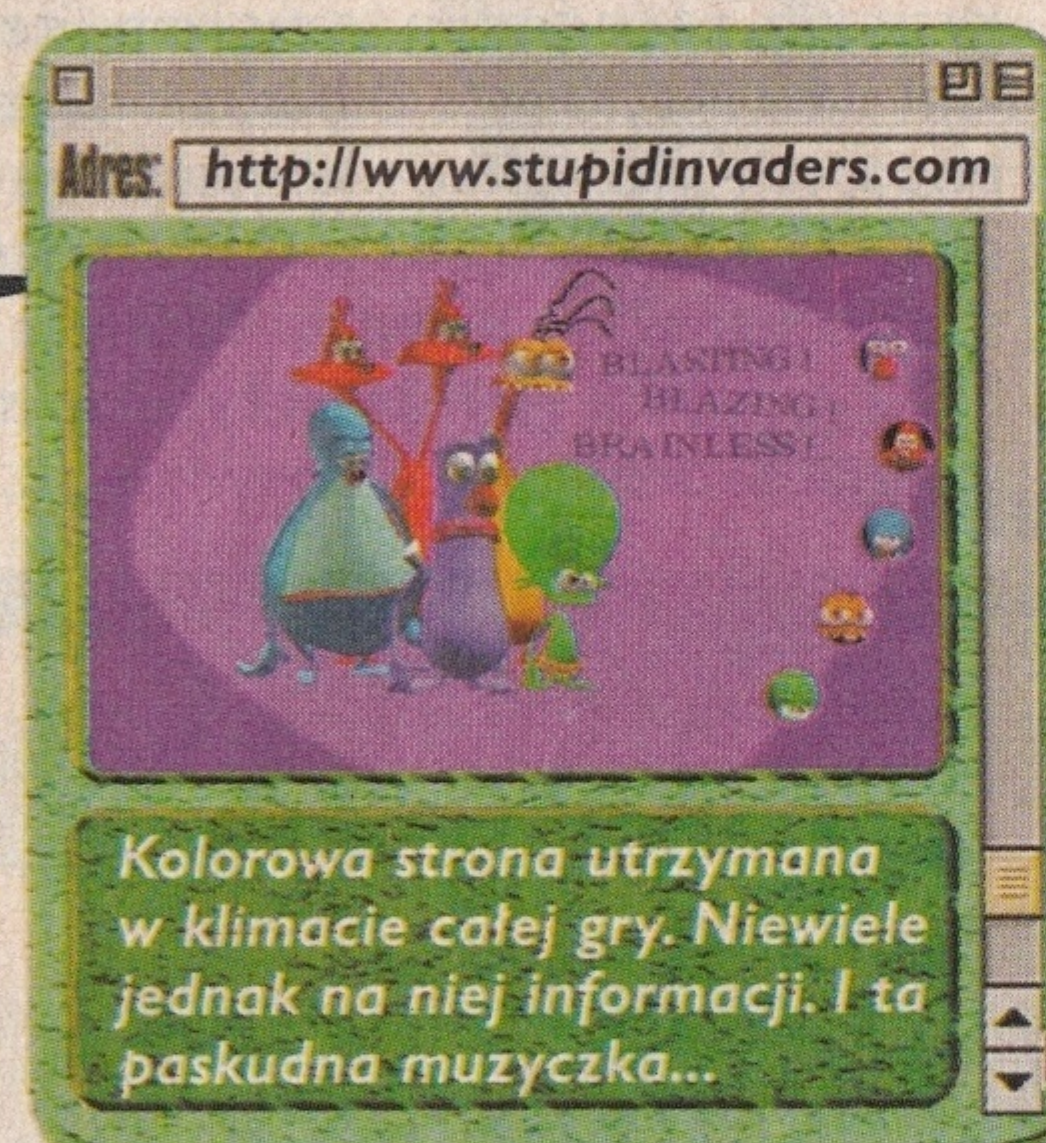 Adres: http://www.stupidinvaders.com
BLASTING !
BLAZING !
BRAINLESS !
Kolorowa strona utrzymana
w klimacie całej gry. Niewiele
jednak na niej informacji. I ta
paskudna muzyczka...